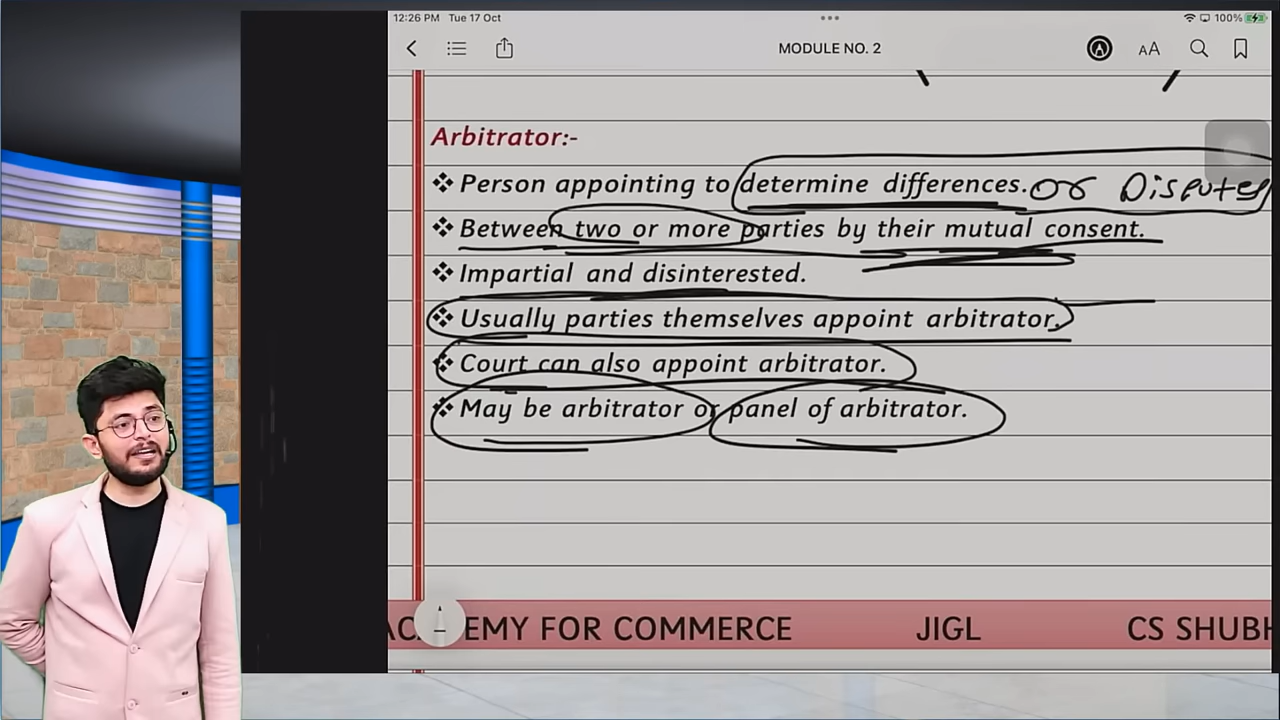 12:26 PM Tue 17 Oct
100%
MODULE NO. 2
AA
Arbitrator:-
❖ Person appointing to determine differences. or Disputes
❖ Between two or more parties by their mutual consent.
❖ Impartial and disinterested.
❖ Usually parties themselves appoint arbitrator.
❖ Court can also appoint arbitrator.
❖ May be arbitrator or panel of arbitrator.
EMY FOR COMMERCE JIGL CS SHUBH